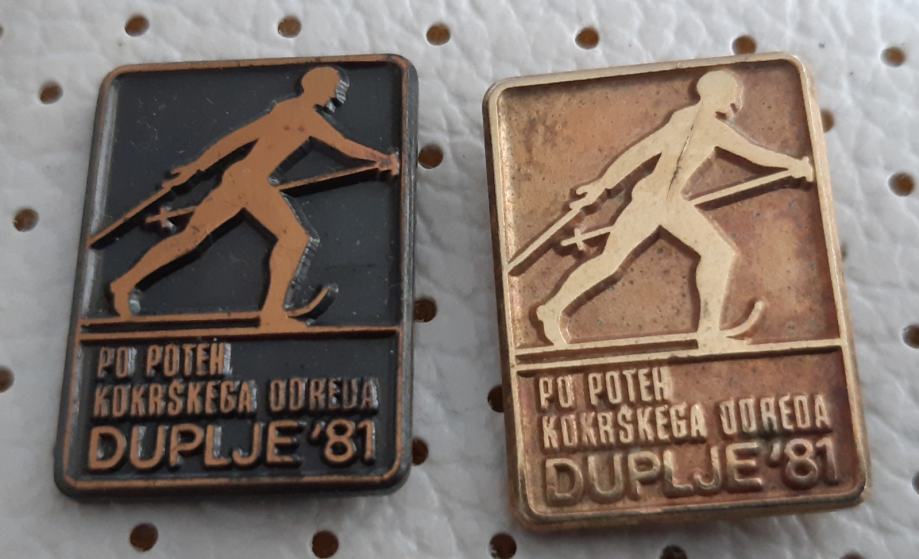 PO POTEH
KOKRŠKEGA ODREDA
DUPLJE '81
PO POTEH
KOKRŠKEGA ODREDA
DUPLJE '81